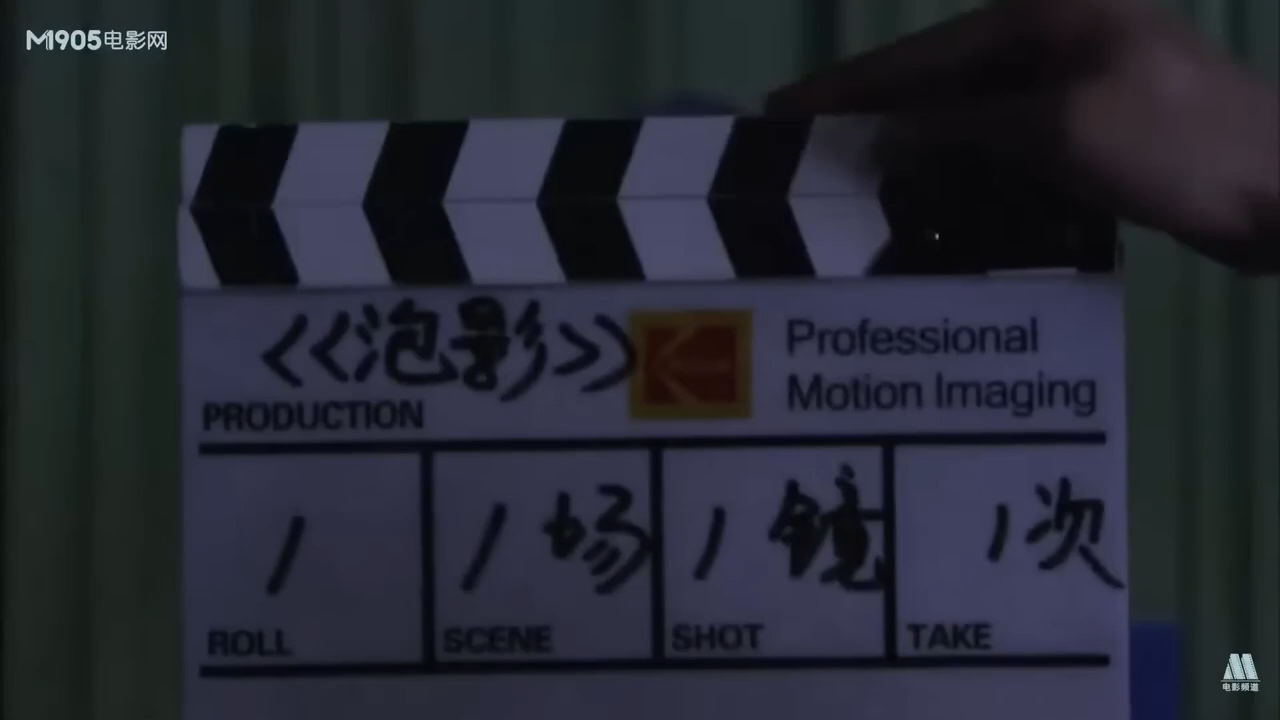 M1905电影网
<<泡影>>
Professional
Motion Imaging
PRODUCTION
1
1场
1镜
1次
ROLL
SCENE
SHOT
TAKE
电影频道